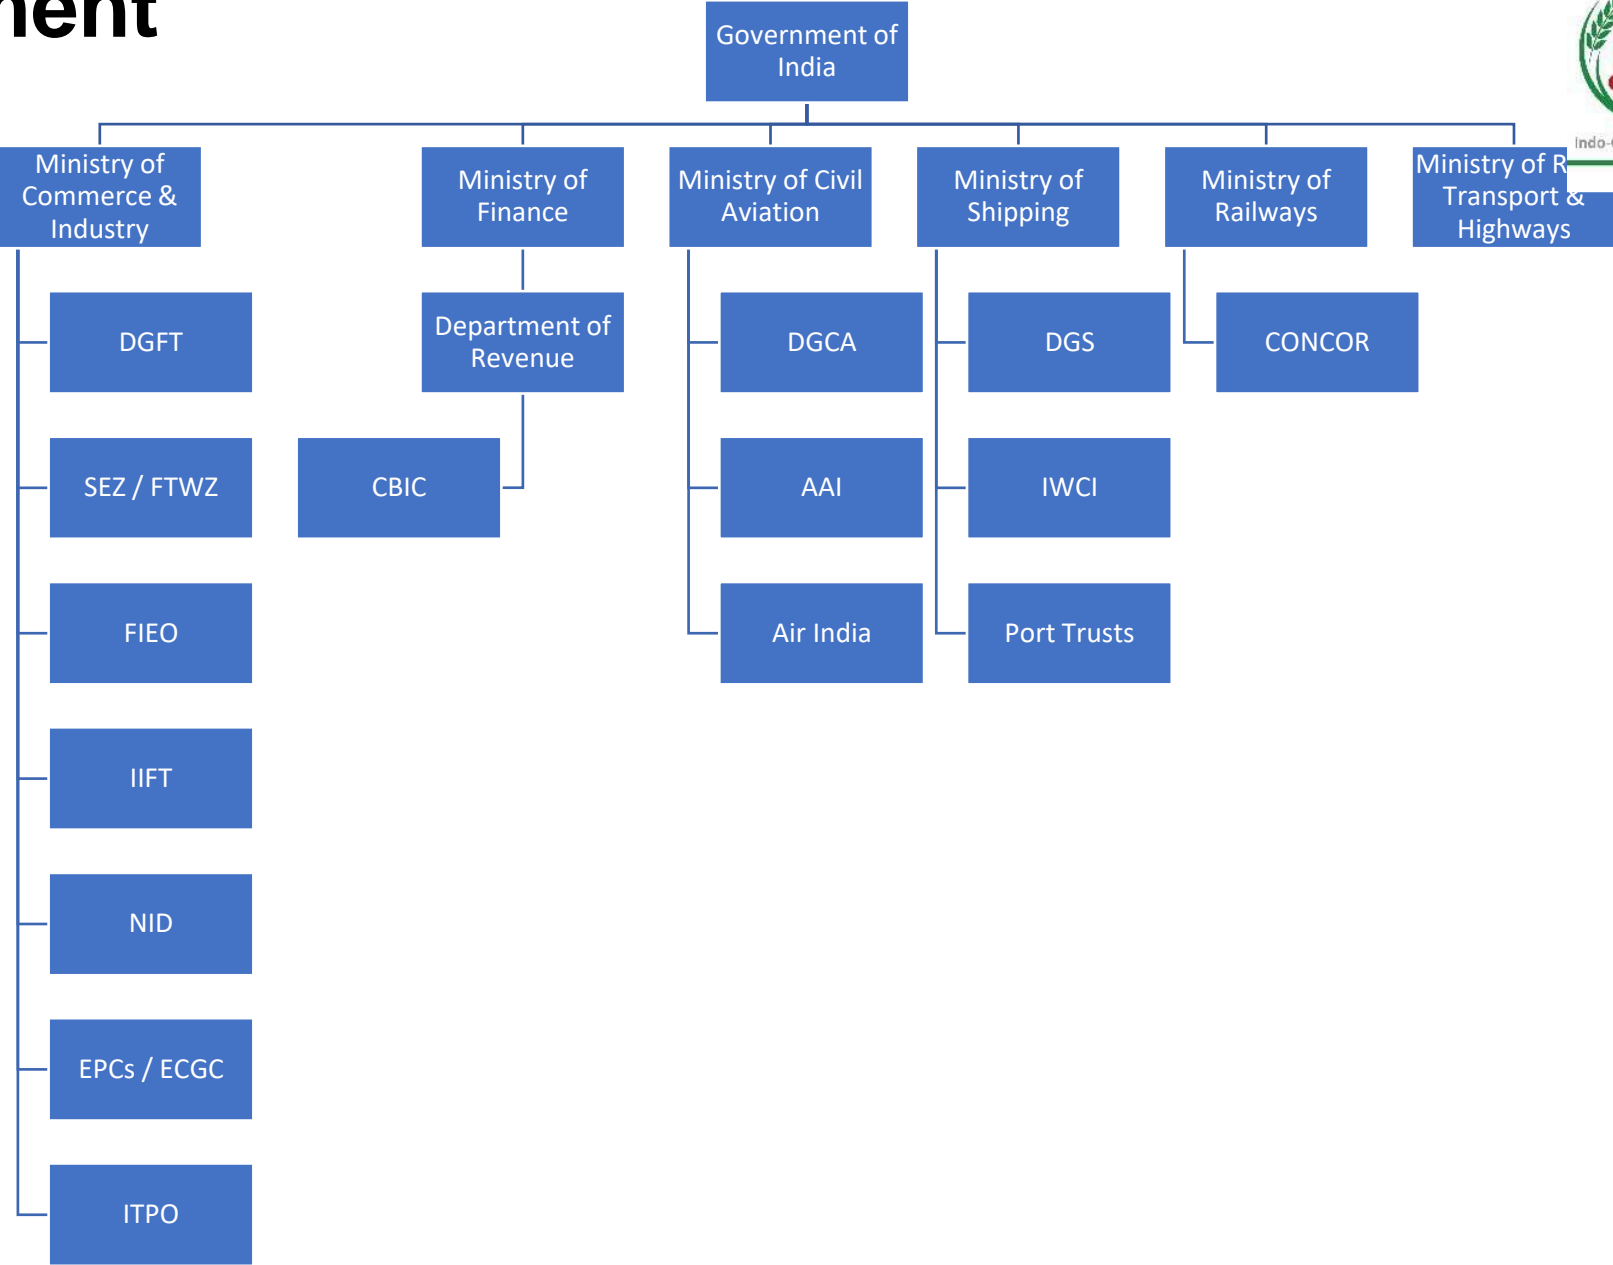 Government of
India
Ministry of
Commerce &
Industry
Ministry of
Finance
Ministry of Civil
Aviation
Ministry of
Shipping
Ministry of
Railways
Ministry of
Transport &
Highways
DGFT
Department of
Revenue
DGCA
DGS
CONCOR
SEZ / FTWZ
CBIC
AAI
IWCI
FIEO
Air India
Port Trusts
IIFT
NID
EPCs / ECGC
ITPO